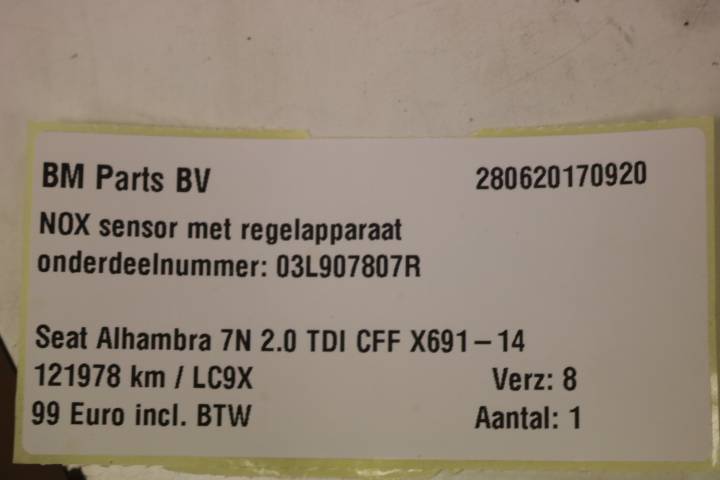 BM Parts BV 280620170920
NOX sensor met regelapparaat
onderdeelnummer: 03L907807R
Seat Alhambra 7N 2.0 TDI CFF X691-14
121978 km / LC9X Verz: 8
99 Euro incl. BTW Aantal: 1